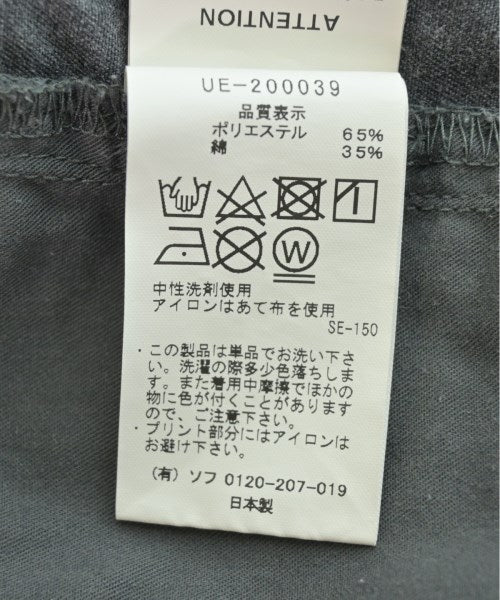 ATTENTION
UE-200039
品質表示
ポリエステル 65%
綿 35%
W
中性洗剤使用
アイロンはあて布を使用
SE-150
・この製品は単品でお洗い下さ
い。洗濯の際多少色落ちしま
す。また着用中摩擦でほかの
物に色が付くことがあります
ので、ご注意下さい。
・プリント部分にはアイロンは
お避け下さい。
(有) ソフ 0120-207-019
日本製